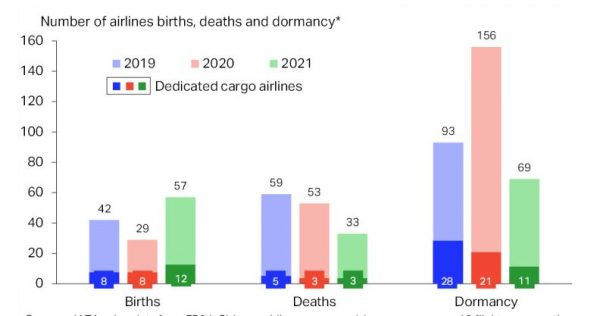 Number of airlines births, deaths and dormancy*
160
140
120
100
80
60
40
20
0
2019 2020 2021
Dedicated cargo airlines
42 29 57
59 53 33
93 156 69
8 8 12
5 3 3
28 21 11
Births Deaths Dormancy